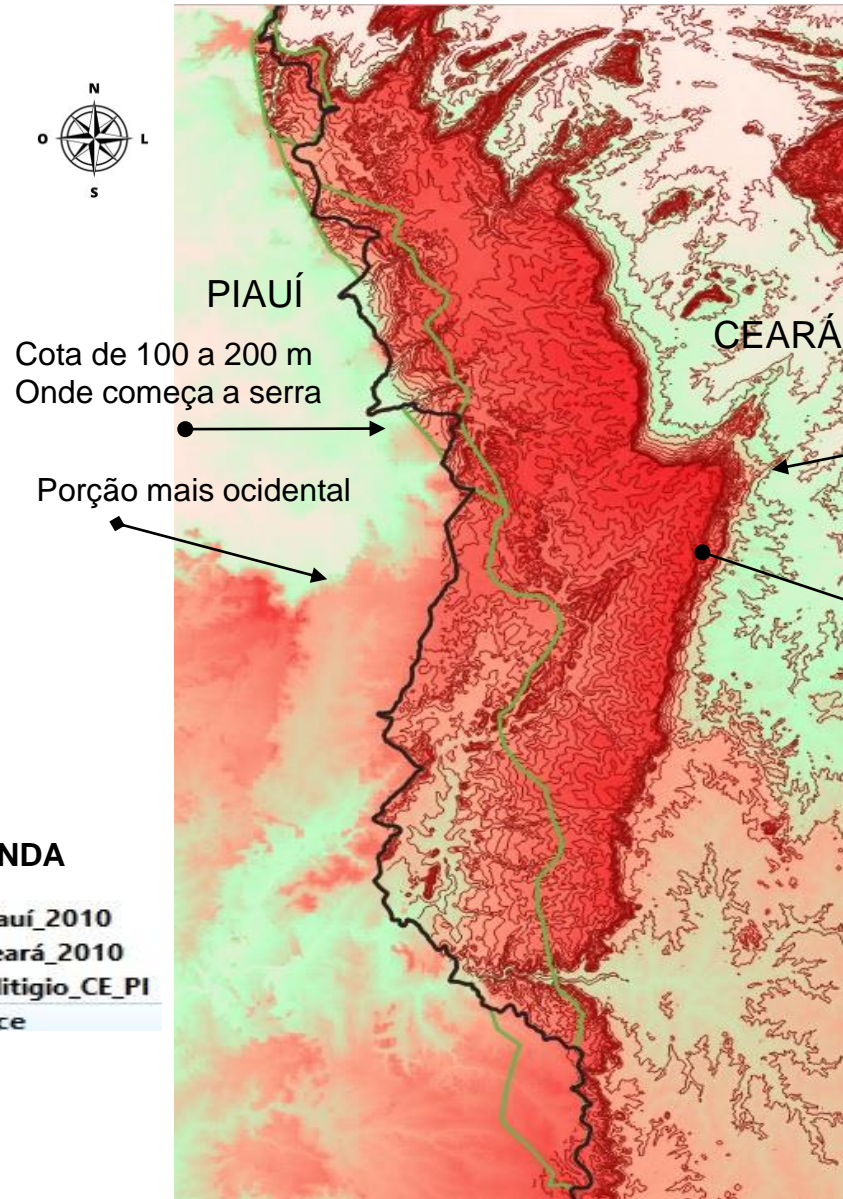 N
O L
S
PIAUÍ
CEARÁ
Cota de 100 a 200 m
Onde começa a serra
Porção mais ocidental
NDA
auí_2010
eará_2010
litigio_CE_PI
ce